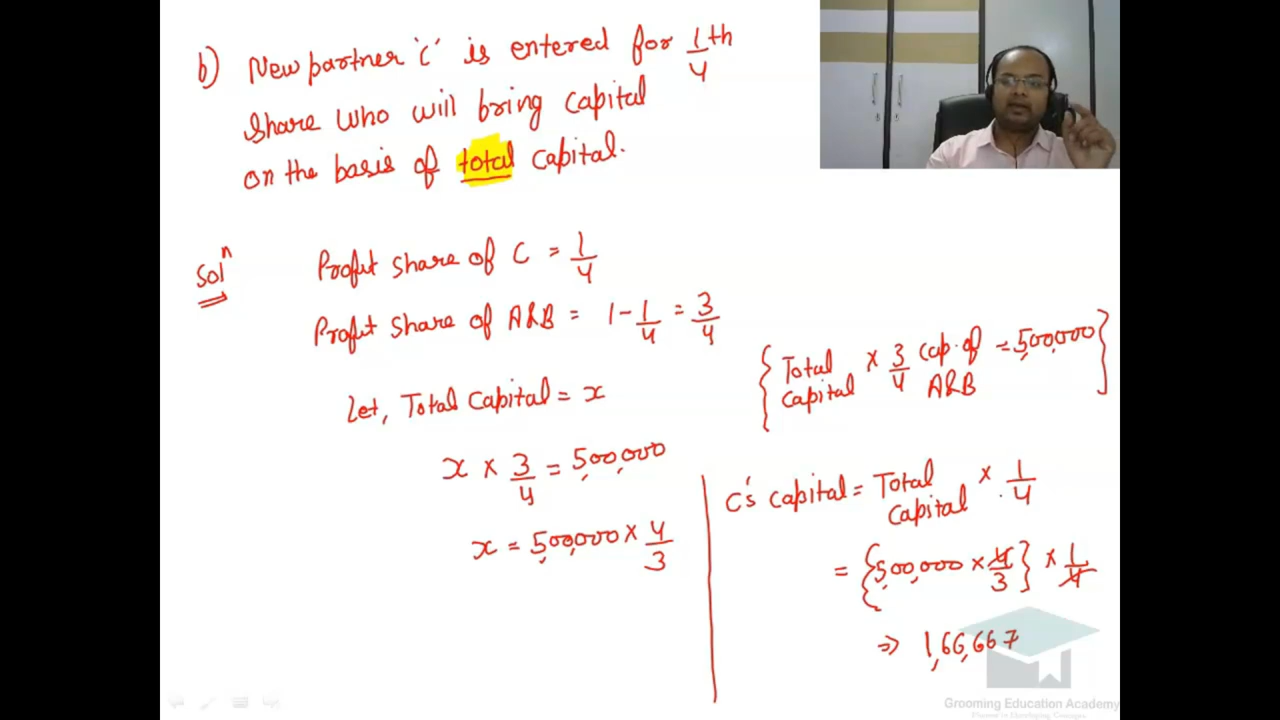 b) New partner 'C' is entered for 1/4 th
share who will bring capital
on the basis of total capital.
Solⁿ
Profit share of C = 1/4
Profit share of A&B = 1 - 1/4 = 3/4
Let, Total Capital = x
x × 3/4 = 5,00,000
x = 5,00,000 × 4/3
{Total Capital × 3/4 Cap. of A&B = 5,00,000}
C's Capital = Total Capital × 1/4
= {5,00,000 × 4/3} × 1/4
⇒ 1,66,667
Grooming Education Academy